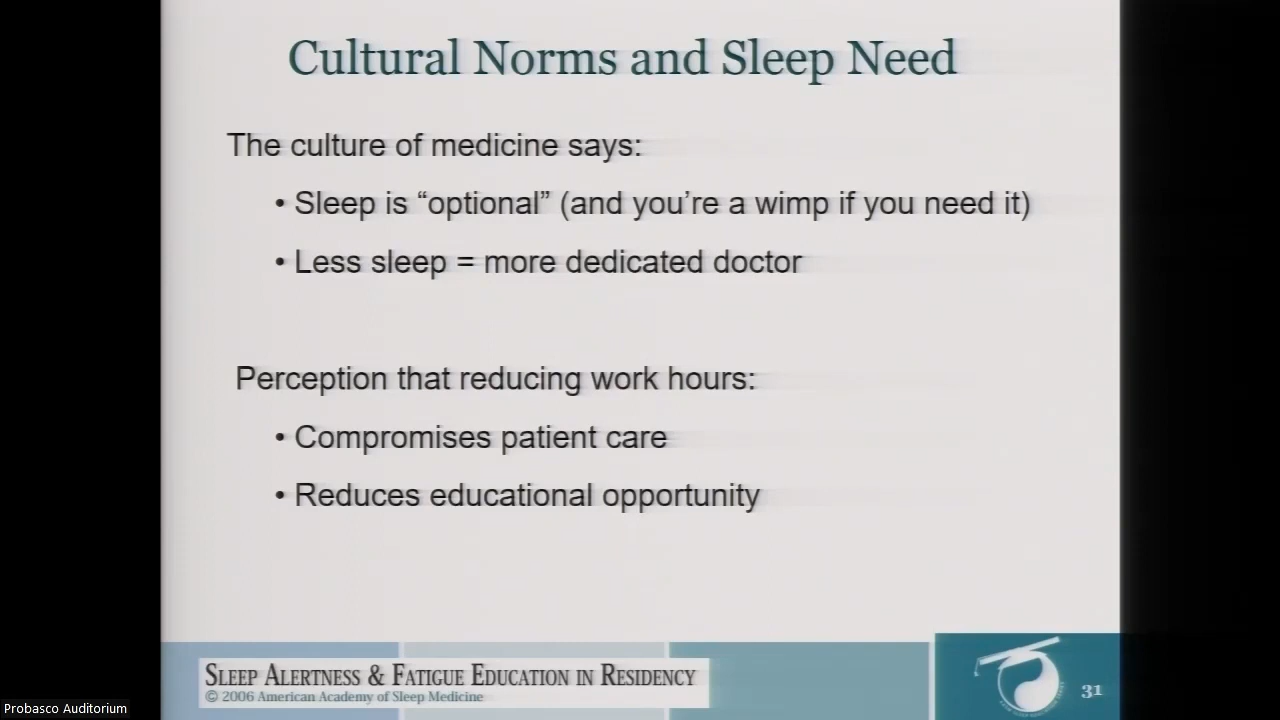 Cultural Norms and Sleep Need
The culture of medicine says:
• Sleep is “optional” (and you’re a wimp if you need it)
• Less sleep = more dedicated doctor
Perception that reducing work hours:
• Compromises patient care
• Reduces educational opportunity
SLEEP ALERTNESS & FATIGUE EDUCATION IN RESIDENCY
© 2006 American Academy of Sleep Medicine
31
Probasco Auditorium